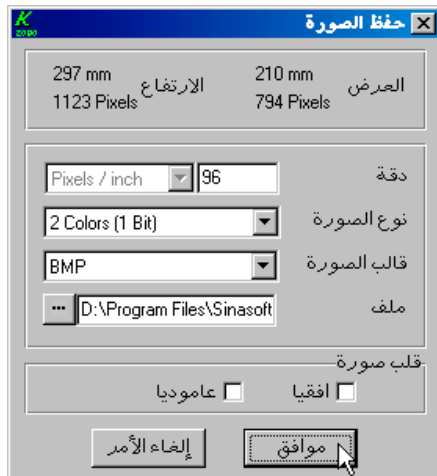 حفظ الصورة
K
2000
العرض 210 mm
794 Pixels
الارتفاع 297 mm
1123 Pixels
دقة 96 Pixels / inch
نوع الصورة 2 Colors (1 Bit)
قالب الصورة BMP
ملف D:\Program Files\Sinasoft ...
قلب صورة
افقيا عاموديا
موافق إلغاء الأمر